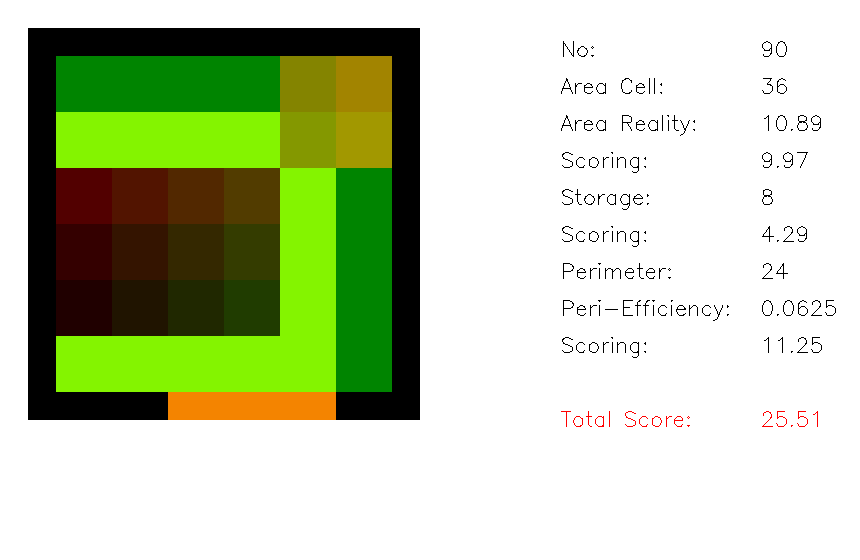 No: 90
Area Cell: 36
Area Reality: 10.89
Scoring: 9.97
Storage: 8
Scoring: 4.29
Perimeter: 24
Peri-Efficiency: 0.0625
Scoring: 11.25
Total Score: 25.51